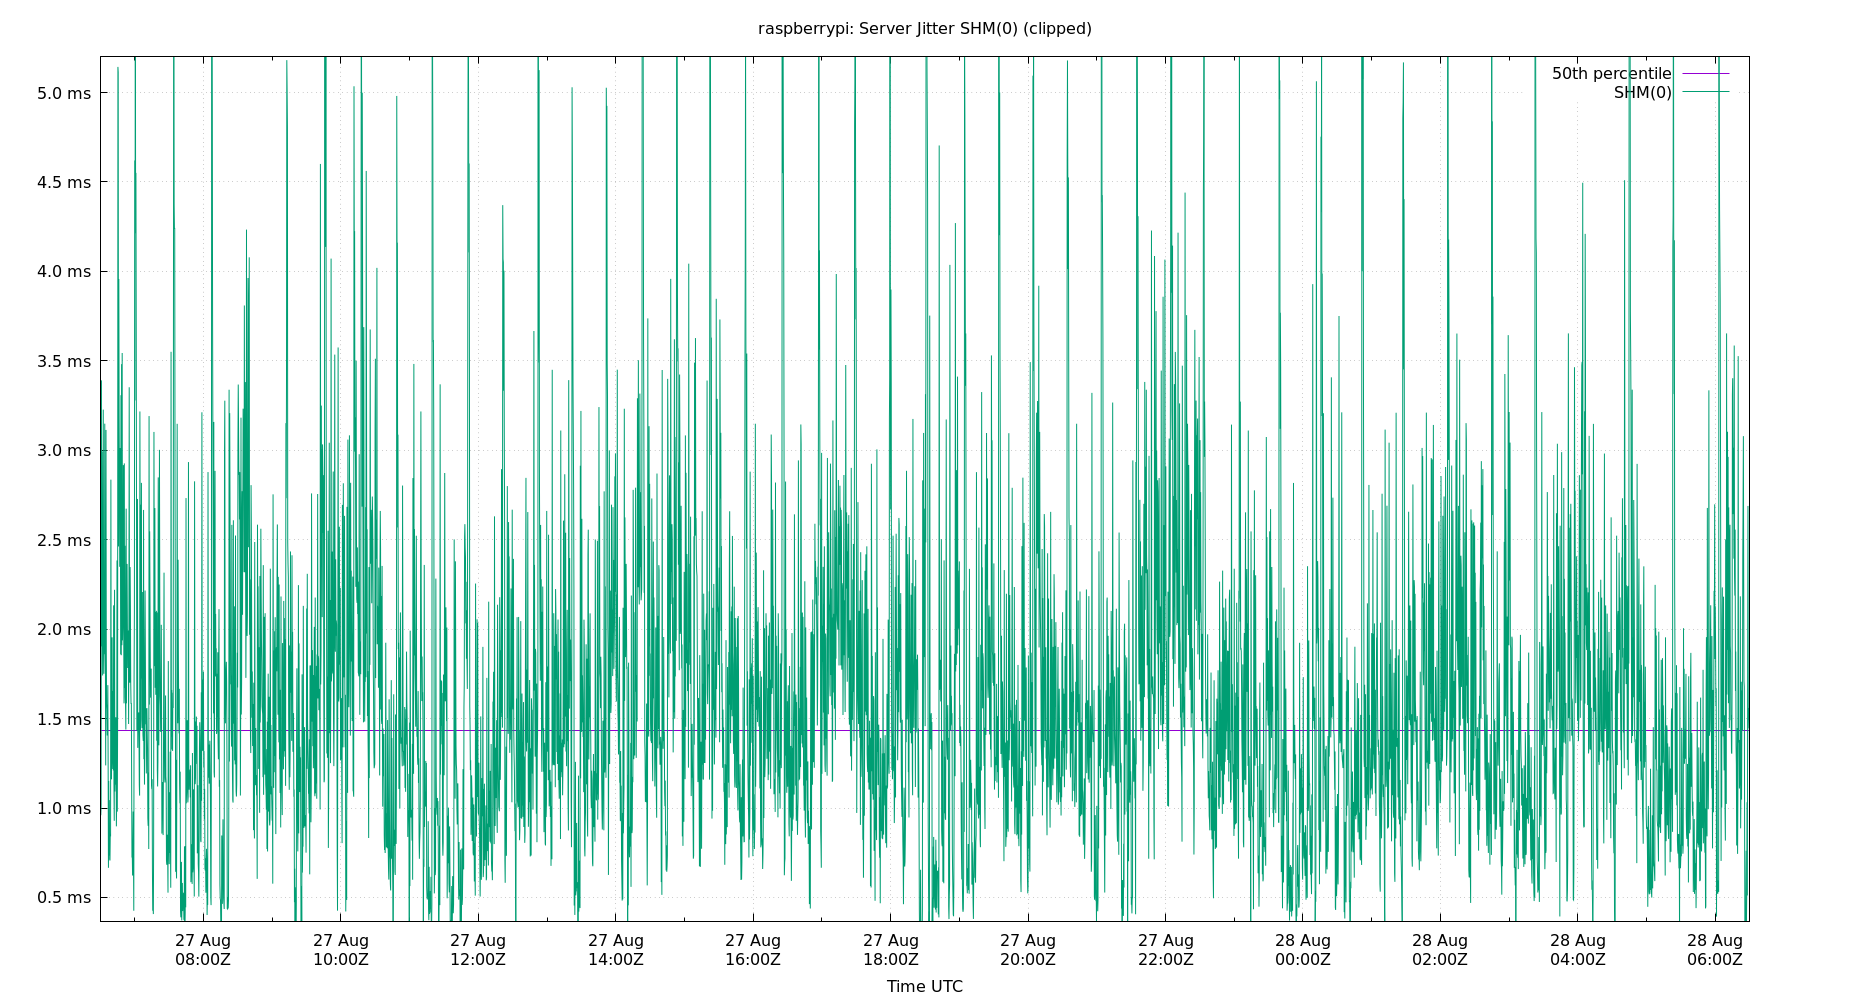 raspberrypi: Server Jitter SHM(0) (clipped)
50th percentile
SHM(0)
5.0 ms
4.5 ms
4.0 ms
3.5 ms
3.0 ms
2.5 ms
2.0 ms
1.5 ms
1.0 ms
0.5 ms
27 Aug 27 Aug 27 Aug 27 Aug 27 Aug 27 Aug 27 Aug 27 Aug 28 Aug 28 Aug 28 Aug 28 Aug
08:00Z 10:00Z 12:00Z 14:00Z 16:00Z 18:00Z 20:00Z 22:00Z 00:00Z 02:00Z 04:00Z 06:00Z
Time UTC